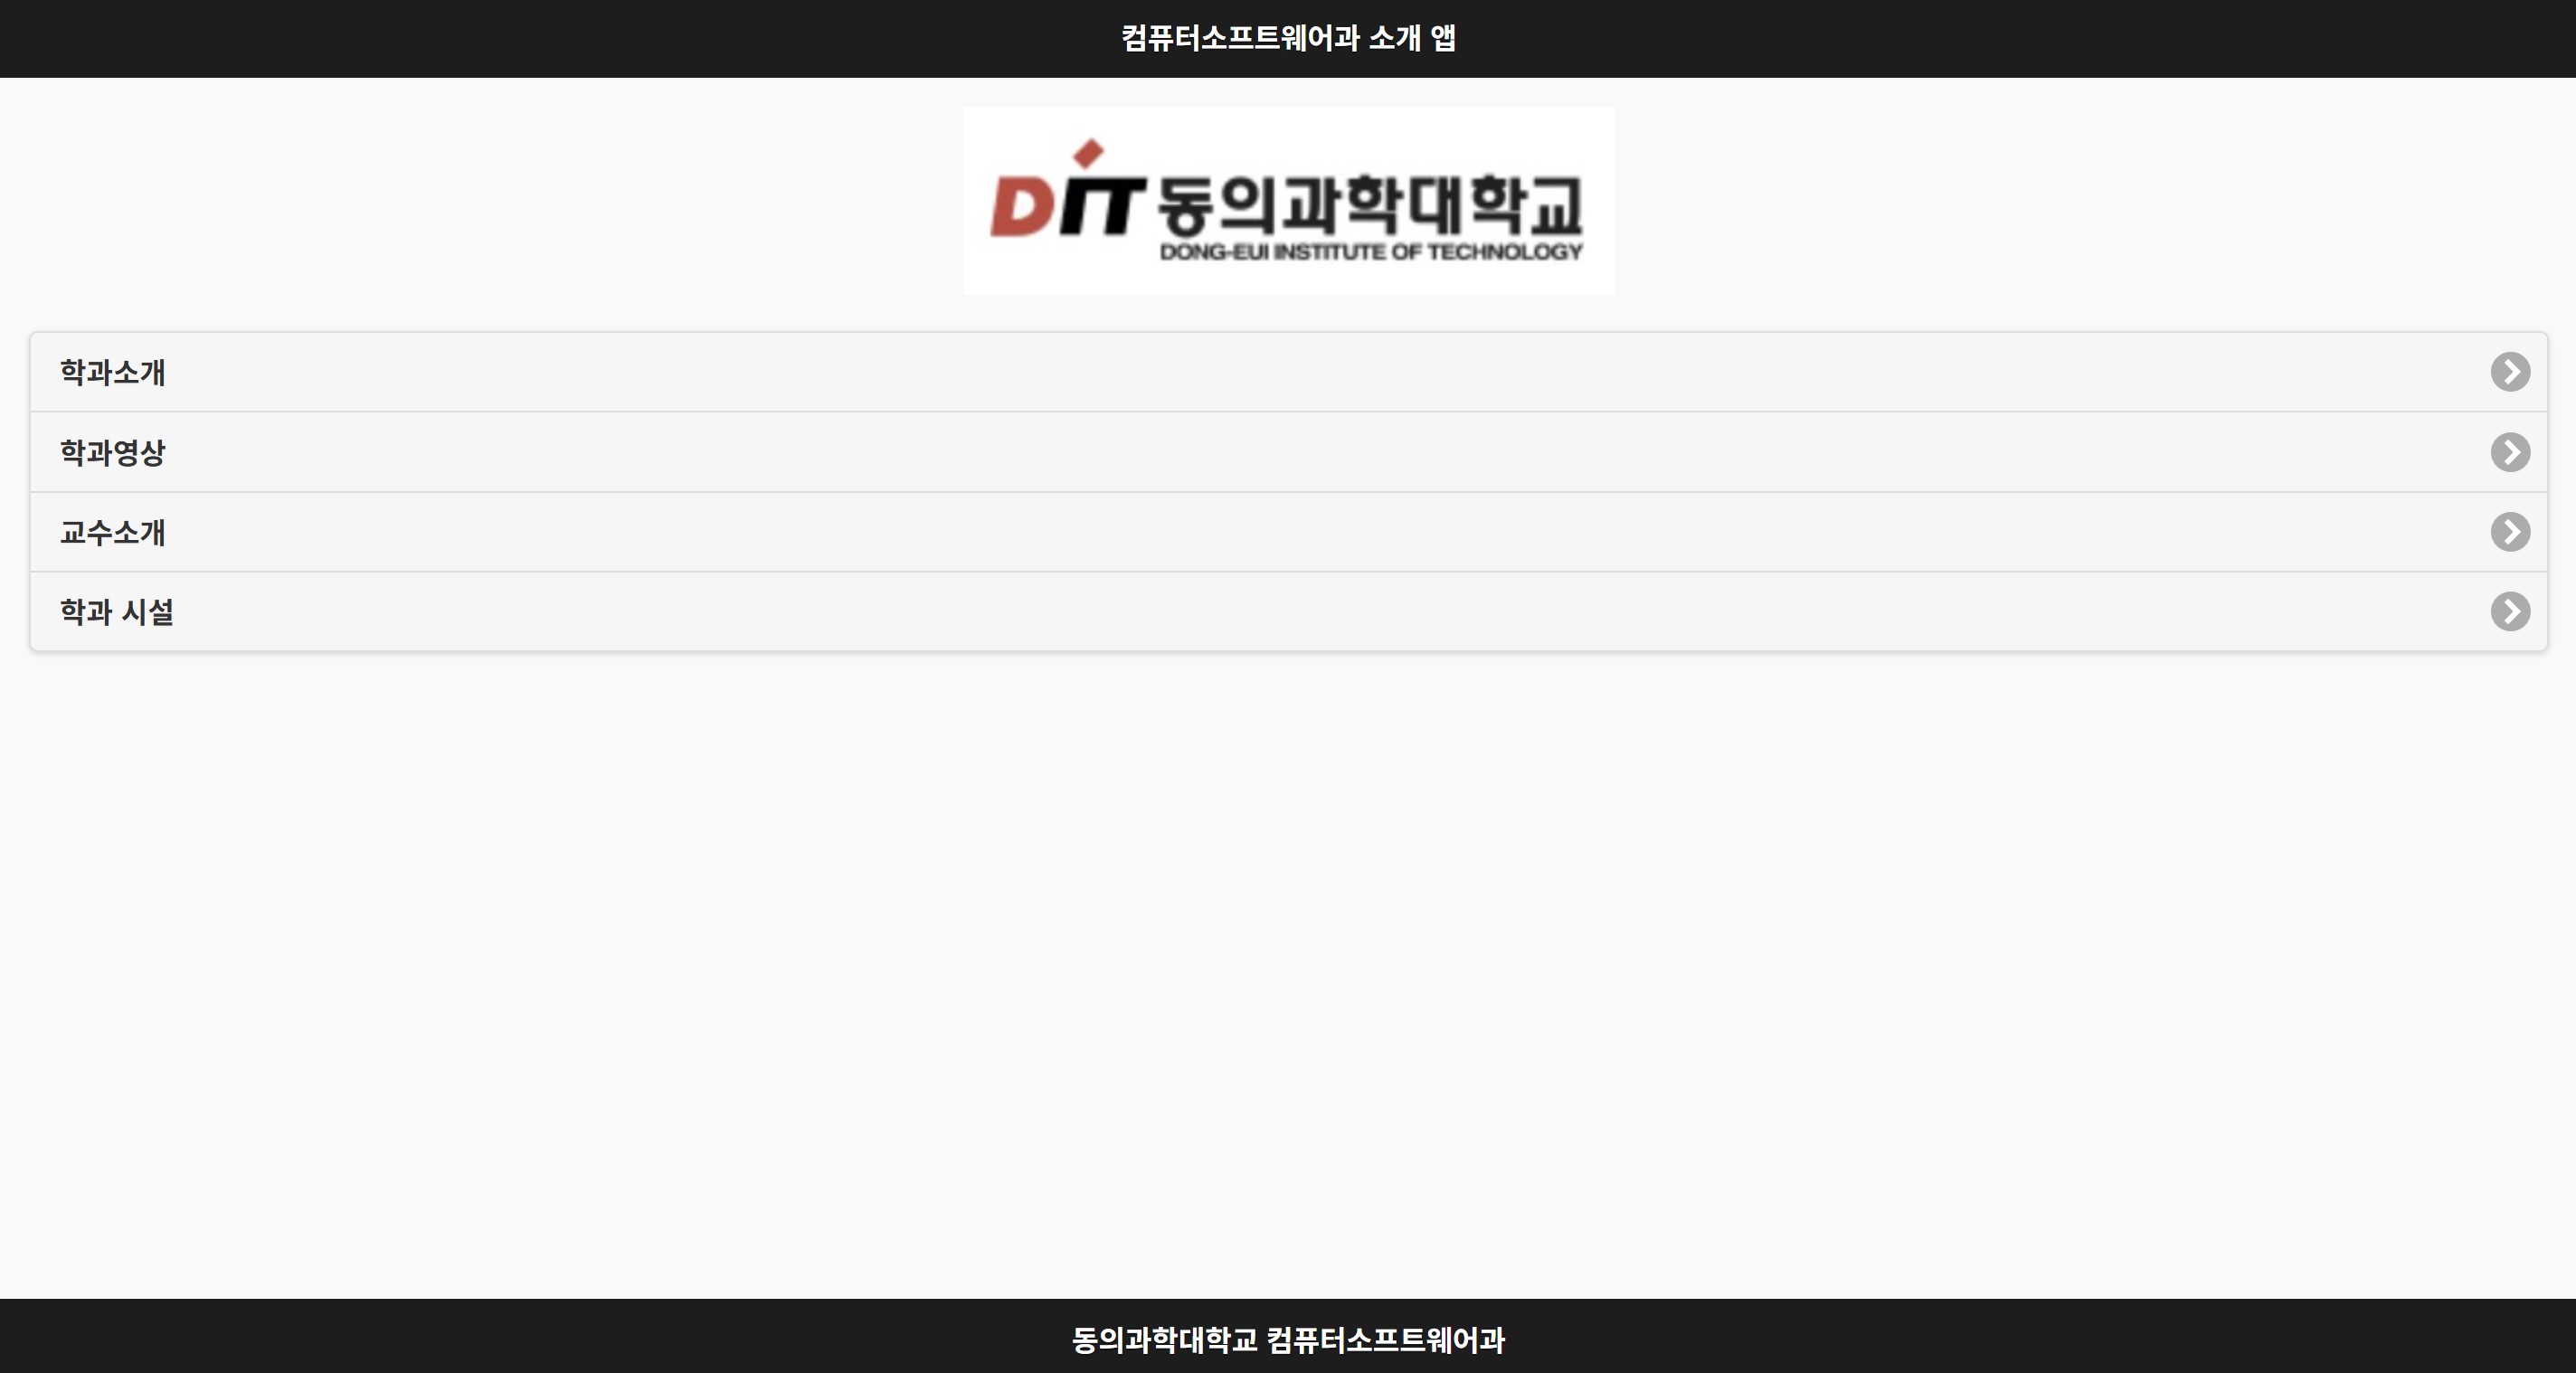 컴퓨터소프트웨어과 소개 앱
DIT 동의과학대학교
DONG-EUI INSTITUTE OF TECHNOLOGY
학과소개
학과영상
교수소개
학과 시설
동의과학대학교 컴퓨터소프트웨어과